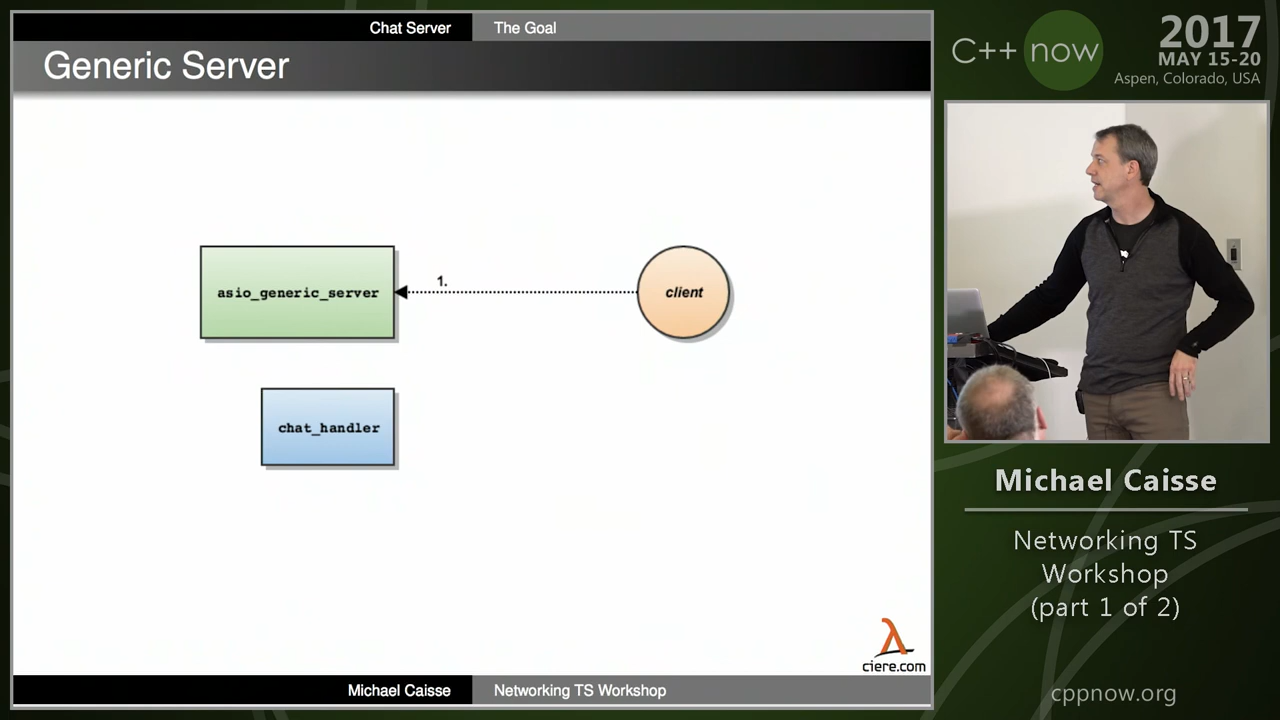 Chat Server
The Goal
Generic Server
1.
asio_generic_server
client
chat_handler
λ
ciere.com
Michael Caisse
Networking TS Workshop
C++ now
2017
MAY 15-20
Aspen, Colorado, USA
Michael Caisse
Networking TS
Workshop
(part 1 of 2)
cppnow.org